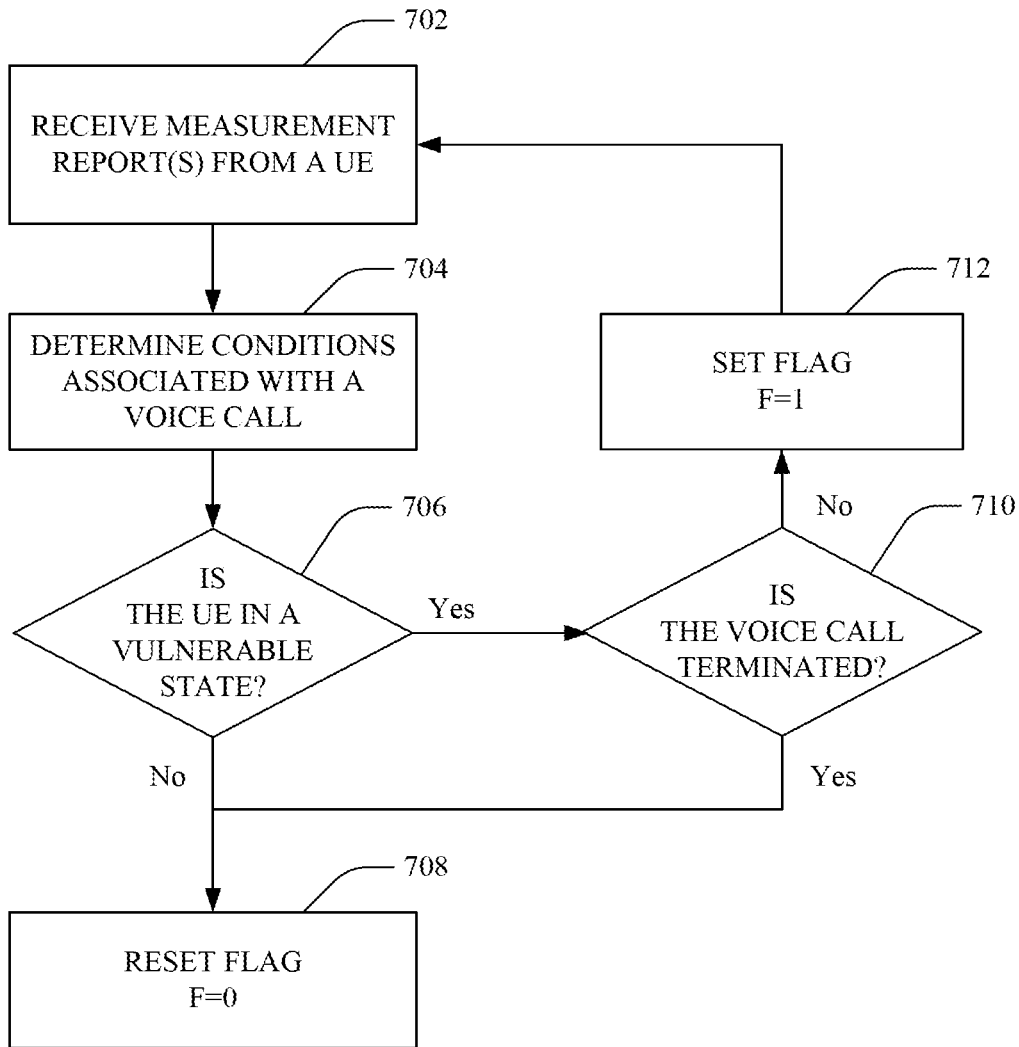 702
RECEIVE MEASUREMENT
REPORT(S) FROM A UE
704
DETERMINE CONDITIONS
ASSOCIATED WITH A
VOICE CALL
712
SET FLAG
F=1
706
IS
THE UE IN A
VULNERABLE
STATE?
Yes
No
710
IS
THE VOICE CALL
TERMINATED?
No
Yes
708
RESET FLAG
F=0